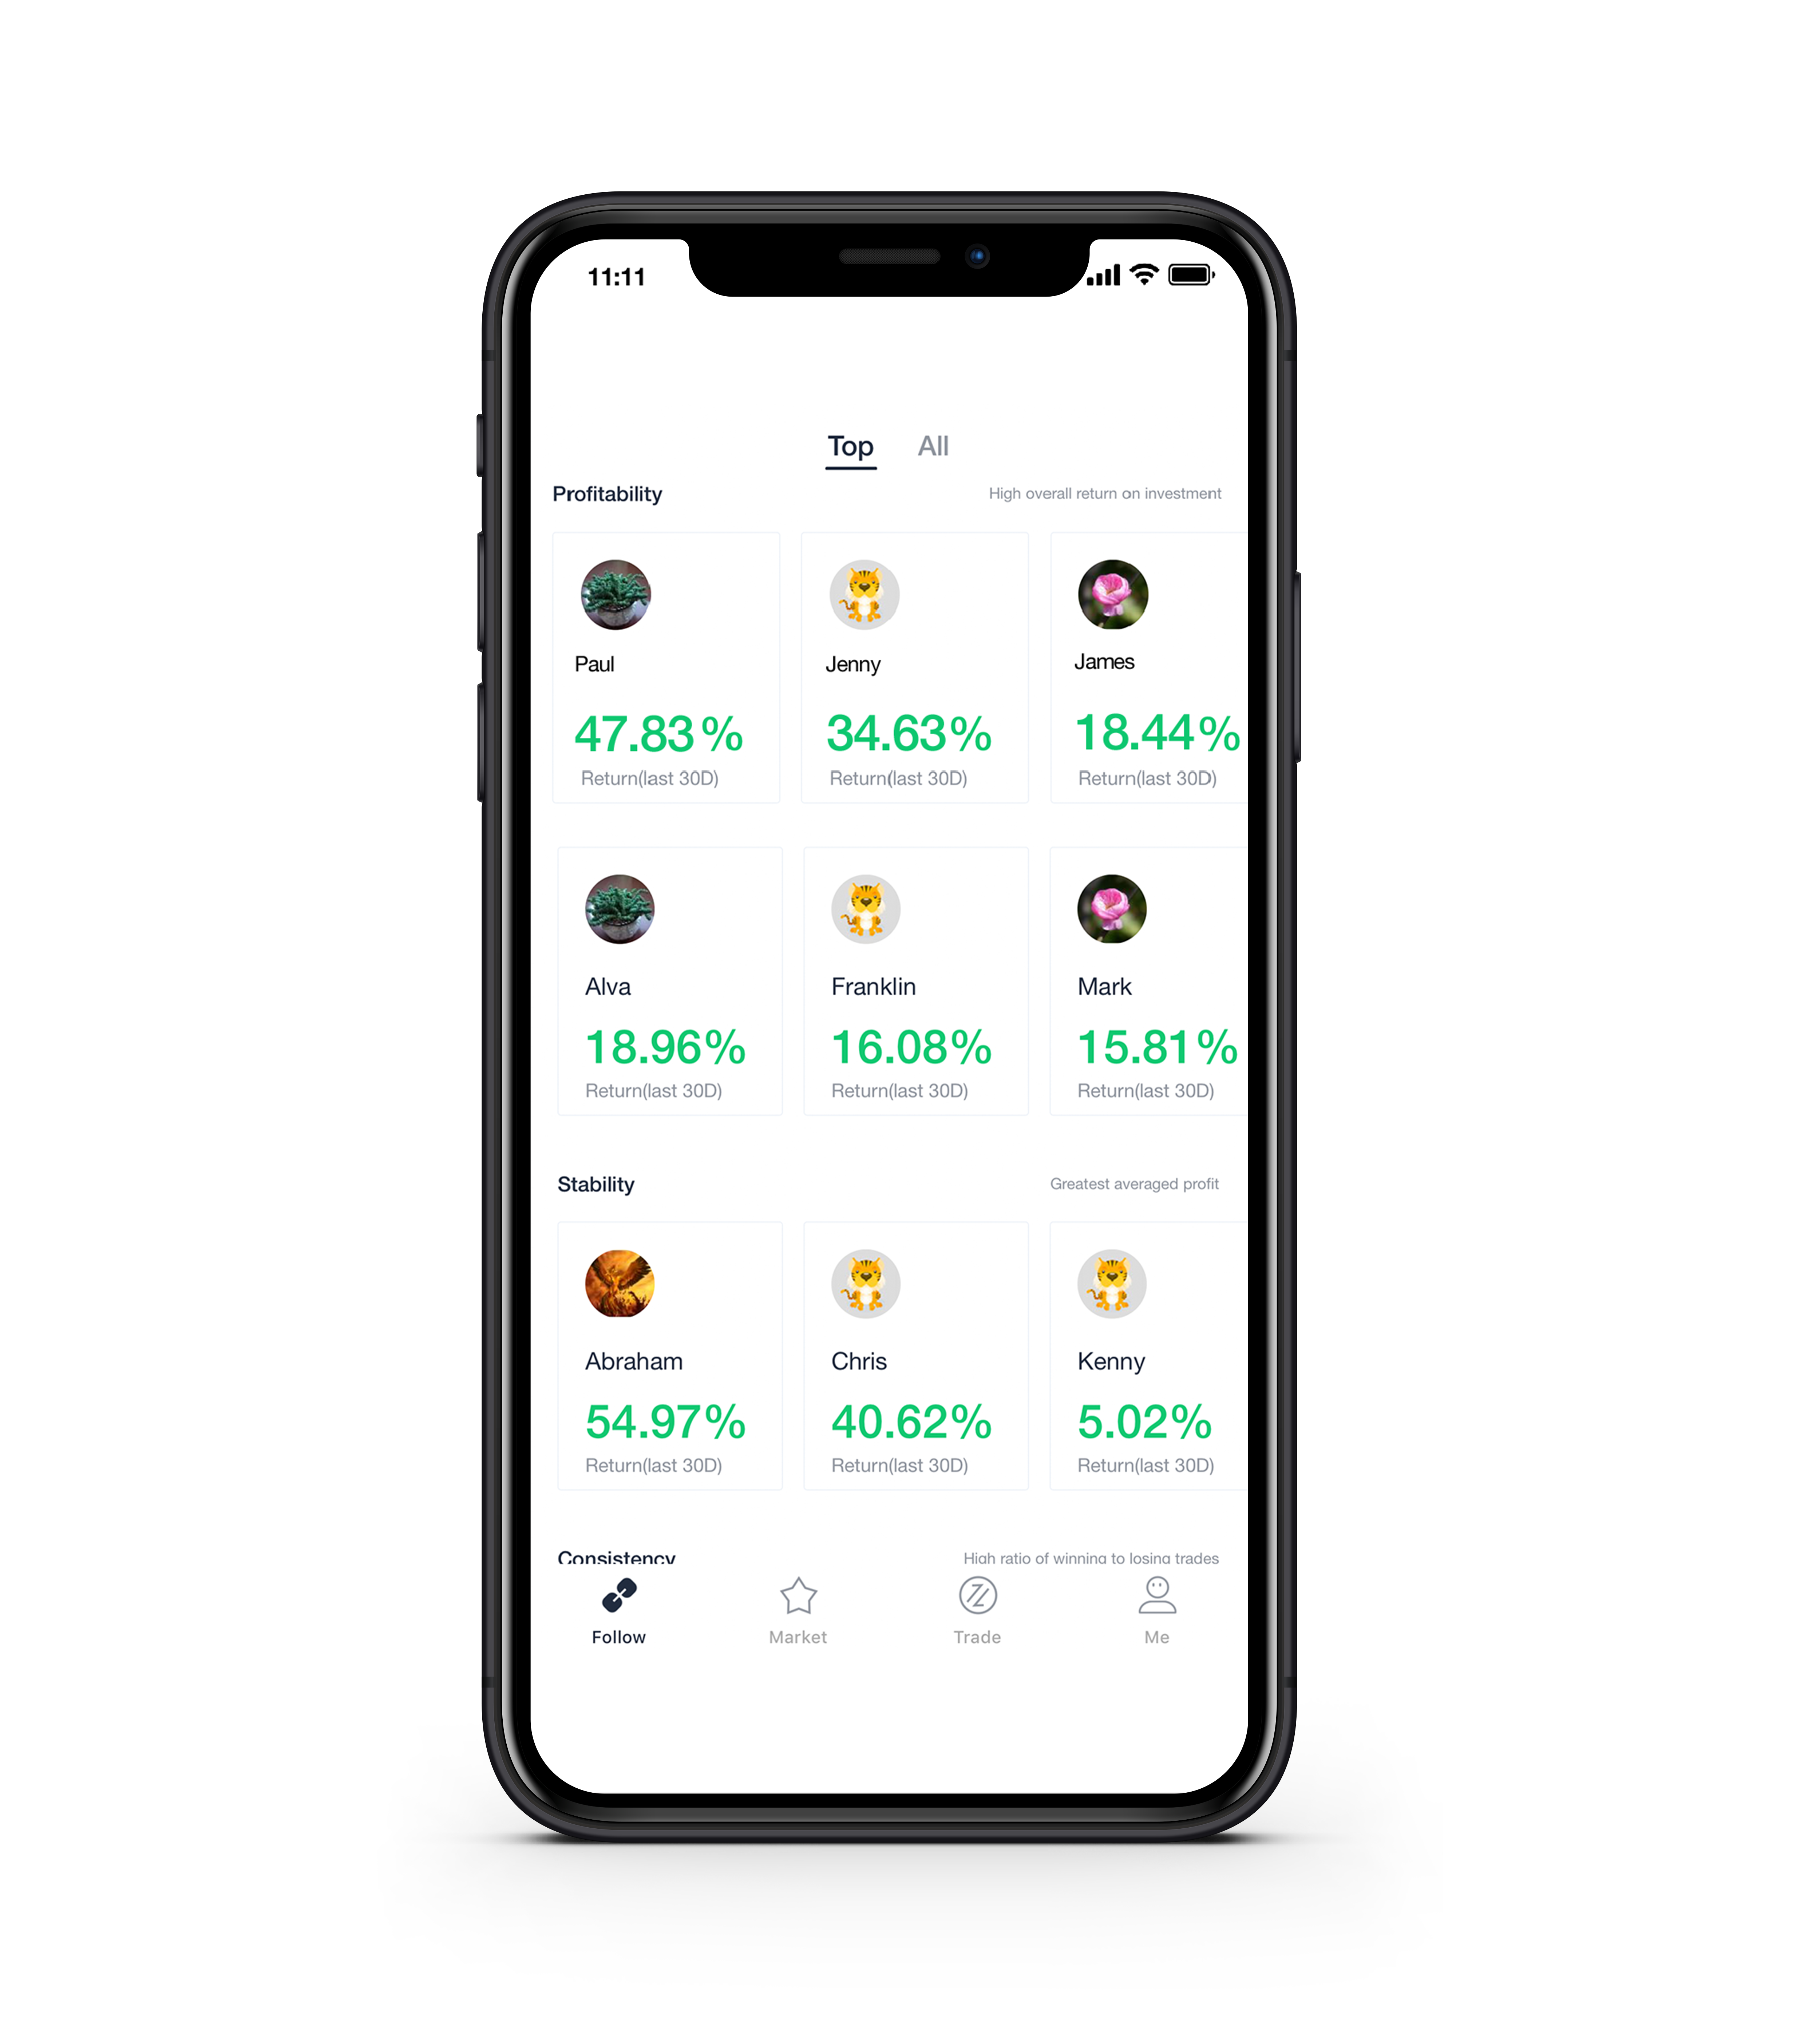 11:11
Top All
Profitability High overall return on investment
Paul Jenny James
47.83% 34.63% 18.44%
Return(last 30D) Return(last 30D) Return(last 30D)
Alva Franklin Mark
18.96% 16.08% 15.81%
Return(last 30D) Return(last 30D) Return(last 30D)
Stability Greatest averaged profit
Abraham Chris Kenny
54.97% 40.62% 5.02%
Return(last 30D) Return(last 30D) Return(last 30D)
Consistency High ratio of winning to losing trades
Follow Market Trade Me